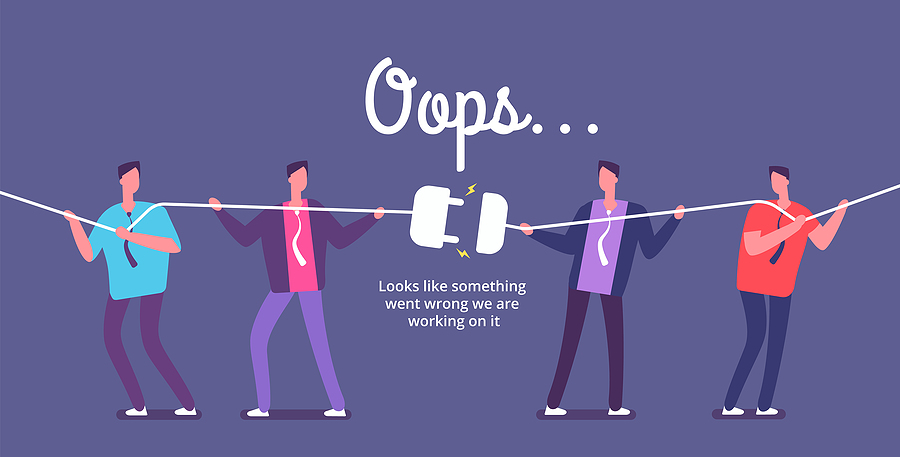 Oops...
Looks like something
went wrong we are
working on it